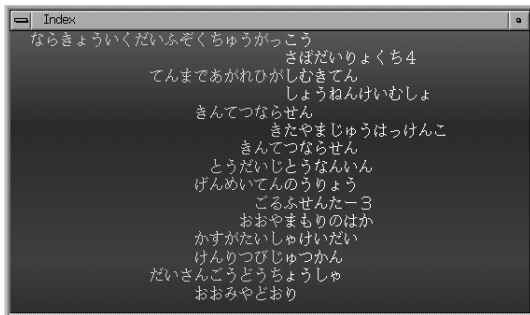 Index
ならきょういくだいふぞくちゅうがっこう
さぽだいりょくち４
てんまであがれひがしむきてん
しょうねんけいむしょ
きんてつならせん
きたやまじゅうはっけんこ
きんてつならせん
とうだいじとうなんいん
げんめいてんのうりょう
ごるふせんたー３
おおやまもりのはか
かすがたいしゃけいだい
けんりつびじゅつかん
だいさんごうどうちょうしゃ
おおみやどおり